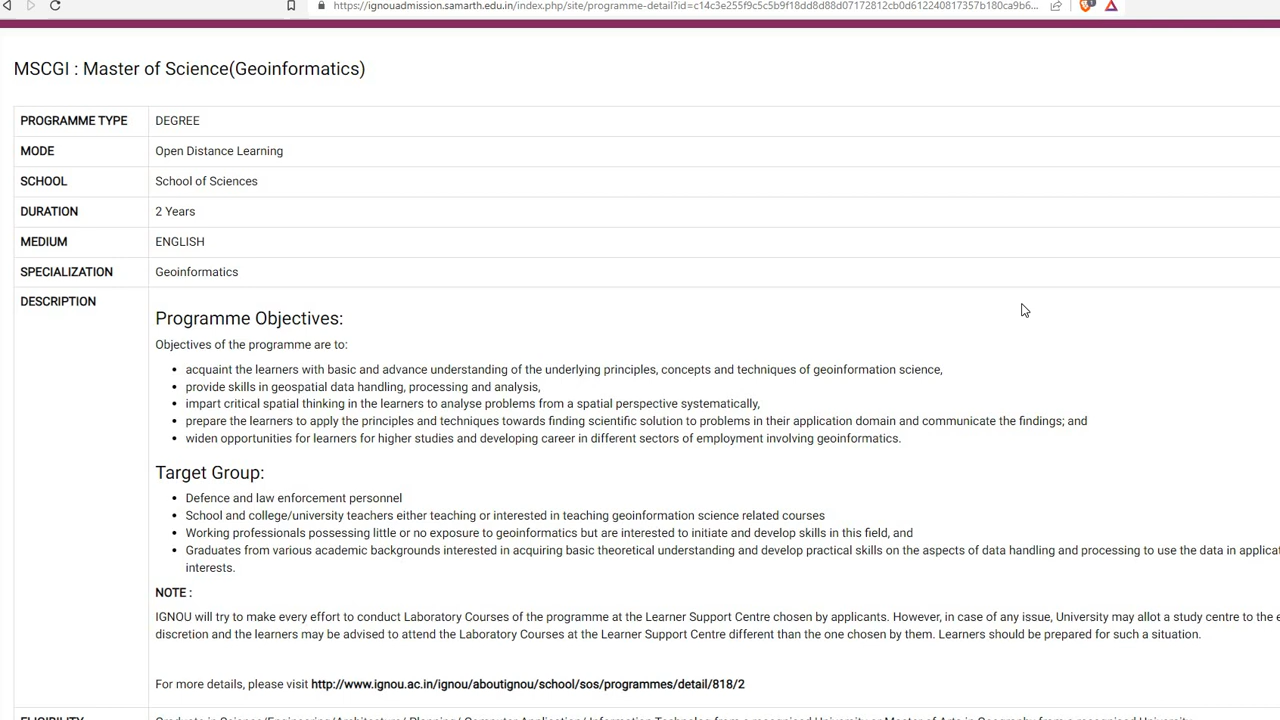 https://ignouadmission.samarth.edu.in/index.php/site/programme-detail?id=c14c3e255f9c5c5b9f18dd8d88d07172812cb0d612240817357b180ca9b6...
MSCGI : Master of Science(Geoinformatics)
PROGRAMME TYPE DEGREE
MODE Open Distance Learning
SCHOOL School of Sciences
DURATION 2 Years
MEDIUM ENGLISH
SPECIALIZATION Geoinformatics
DESCRIPTION
Programme Objectives:
Objectives of the programme are to:
• acquaint the learners with basic and advance understanding of the underlying principles, concepts and techniques of geoinformation science,
• provide skills in geospatial data handling, processing and analysis,
• impart critical spatial thinking in the learners to analyse problems from a spatial perspective systematically,
• prepare the learners to apply the principles and techniques towards finding scientific solution to problems in their application domain and communicate the findings; and
• widen opportunities for learners for higher studies and developing career in different sectors of employment involving geoinformatics.
Target Group:
• Defence and law enforcement personnel
• School and college/university teachers either teaching or interested in teaching geoinformation science related courses
• Working professionals possessing little or no exposure to geoinformatics but are interested to initiate and develop skills in this field, and
• Graduates from various academic backgrounds interested in acquiring basic theoretical understanding and develop practical skills on the aspects of data handling and processing to use the data in applicat
interests.
NOTE :
IGNOU will try to make every effort to conduct Laboratory Courses of the programme at the Learner Support Centre chosen by applicants. However, in case of any issue, University may allot a study centre to the e
discretion and the learners may be advised to attend the Laboratory Courses at the Learner Support Centre different than the one chosen by them. Learners should be prepared for such a situation.
For more details, please visit http://www.ignou.ac.in/ignou/aboutignou/school/sos/programmes/detail/818/2